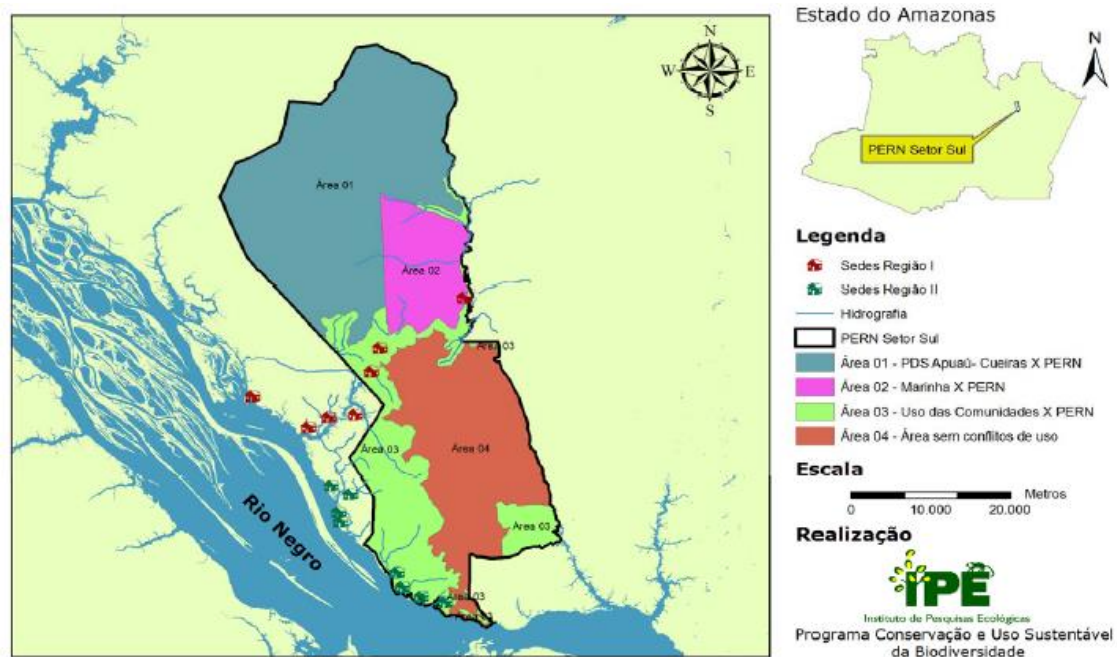 N
W
E
S
Área 01
Área 02
Área 03
Área 03
Área 04
Área 03
Área 03
Rio Negro
Estado do Amazonas
N
PERN Setor Sul
Legenda
Sedes Região I
Sedes Região II
Hidrografia
PERN Setor Sul
Área 01 - PDS Apuaú- Cueiras X PERN
Área 02 - Marinha X PERN
Área 03 - Uso das Comunidades X PERN
Área 04 - Área sem conflitos de uso
Escala
Metros
0 10.000 20.000
Realização
IPÊ
Instituto de Pesquisas Ecológicas
Programa Conservação e Uso Sustentável
da Biodiversidade